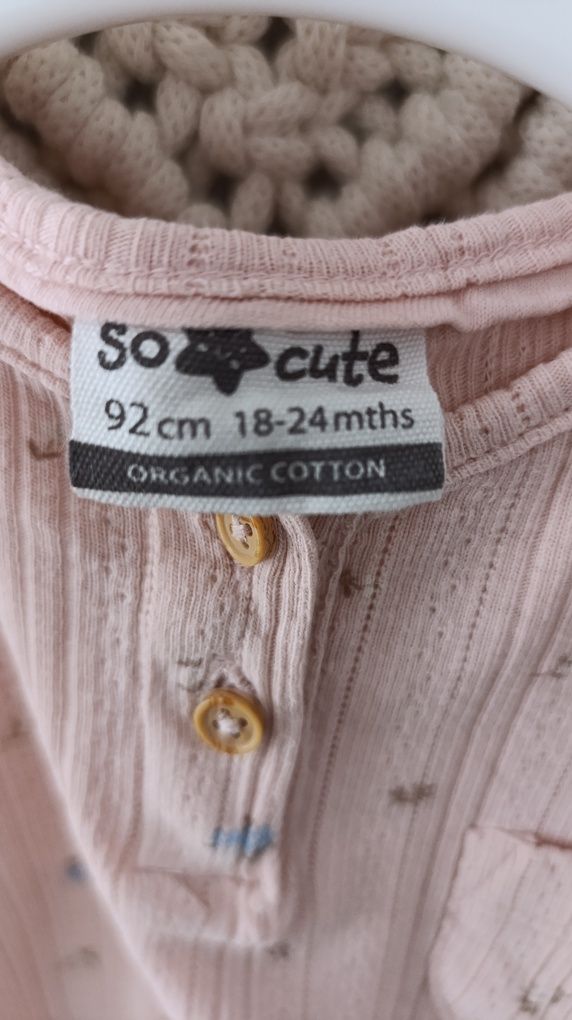 so cute
92cm 18-24mths
ORGANIC COTTON